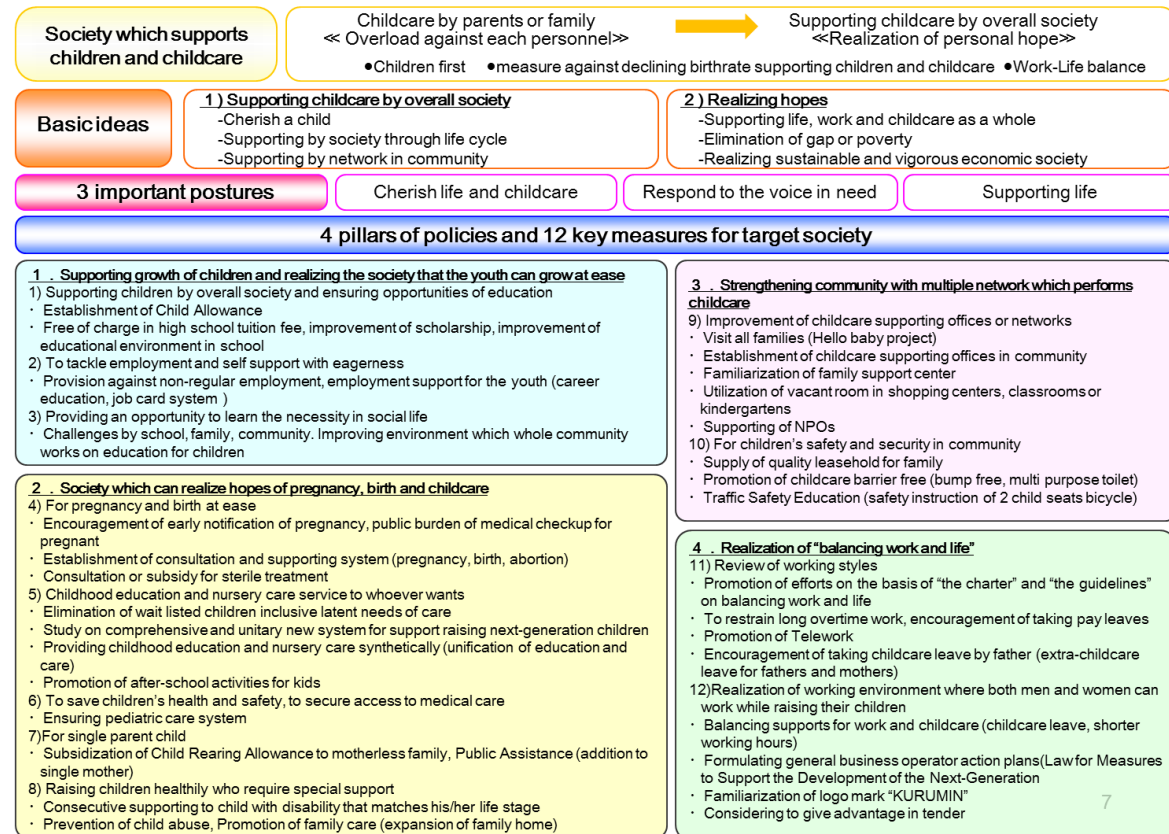 Society which supports
children and childcare
Childcare by parents or family
≪ Overload against each personnel≫
Supporting childcare by overall society
≪Realization of personal hope≫
●Children first ●measure against declining birthrate supporting children and childcare ●Work-Life balance
Basic ideas
1）Supporting childcare by overall society
-Cherish a child
-Supporting by society through life cycle
-Supporting by network in community
2）Realizing hopes
-Supporting life, work and childcare as a whole
-Elimination of gap or poverty
-Realizing sustainable and vigorous economic society
3 important postures
Cherish life and childcare
Respond to the voice in need
Supporting life
4 pillars of policies and 12 key measures for target society
1 . Supporting growth of children and realizing the society that the youth can grow at ease
1) Supporting children by overall society and ensuring opportunities of education
・ Establishment of Child Allowance
・ Free of charge in high school tuition fee, improvement of scholarship, improvement of
educational environment in school
2) To tackle employment and self support with eagerness
・ Provision against non-regular employment, employment support for the youth (career
education, job card system )
3) Providing an opportunity to learn the necessity in social life
・ Challenges by school, family, community. Improving environment which whole community
works on education for children
2 . Society which can realize hopes of pregnancy, birth and childcare
4) For pregnancy and birth at ease
・ Encouragement of early notification of pregnancy, public burden of medical checkup for
pregnant
・ Establishment of consultation and supporting system (pregnancy, birth, abortion)
・ Consultation or subsidy for sterile treatment
5) Childhood education and nursery care service to whoever wants
・ Elimination of wait listed children inclusive latent needs of care
・ Study on comprehensive and unitary new system for support raising next-generation children
・ Providing childhood education and nursery care synthetically (unification of education and
care)
・ Promotion of after-school activities for kids
6) To save children's health and safety, to secure access to medical care
・ Ensuring pediatric care system
7)For single parent child
・ Subsidization of Child Rearing Allowance to motherless family, Public Assistance (addition to
single mother)
8) Raising children healthily who require special support
・ Consecutive supporting to child with disability that matches his/her life stage
・ Prevention of child abuse, Promotion of family care (expansion of family home)
3 . Strengthening community with multiple network which performs
childcare
9) Improvement of childcare supporting offices or networks
・ Visit all families (Hello baby project)
・ Establishment of childcare supporting offices in community
・ Familiarization of family support center
・ Utilization of vacant room in shopping centers, classrooms or
kindergartens
・ Supporting of NPOs
10) For children's safety and security in community
・ Supply of quality leasehold for family
・ Promotion of childcare barrier free (bump free, multi purpose toilet)
・ Traffic Safety Education (safety instruction of 2 child seats bicycle)
4 . Realization of "balancing work and life"
11) Review of working styles
・ Promotion of efforts on the basis of "the charter" and "the guidelines"
on balancing work and life
・ To restrain long overtime work, encouragement of taking pay leaves
・ Promotion of Telework
・ Encouragement of taking childcare leave by father (extra-childcare
leave for fathers and mothers)
12)Realization of working environment where both men and women can
work while raising their children
・ Balancing supports for work and childcare (childcare leave, shorter
working hours)
・ Formulating general business operator action plans(Law for Measures
to Support the Development of the Next-Generation
・ Familiarization of logo mark "KURUMIN"
・ Considering to give advantage in tender
7